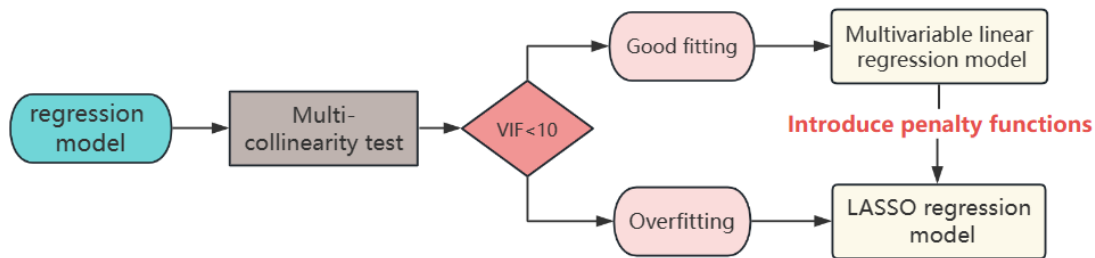 regression
model
Multi-
collinearity test
VIF<10
Good fitting
Multivariable linear
regression model
Introduce penalty functions
Overfitting
LASSO regression
model